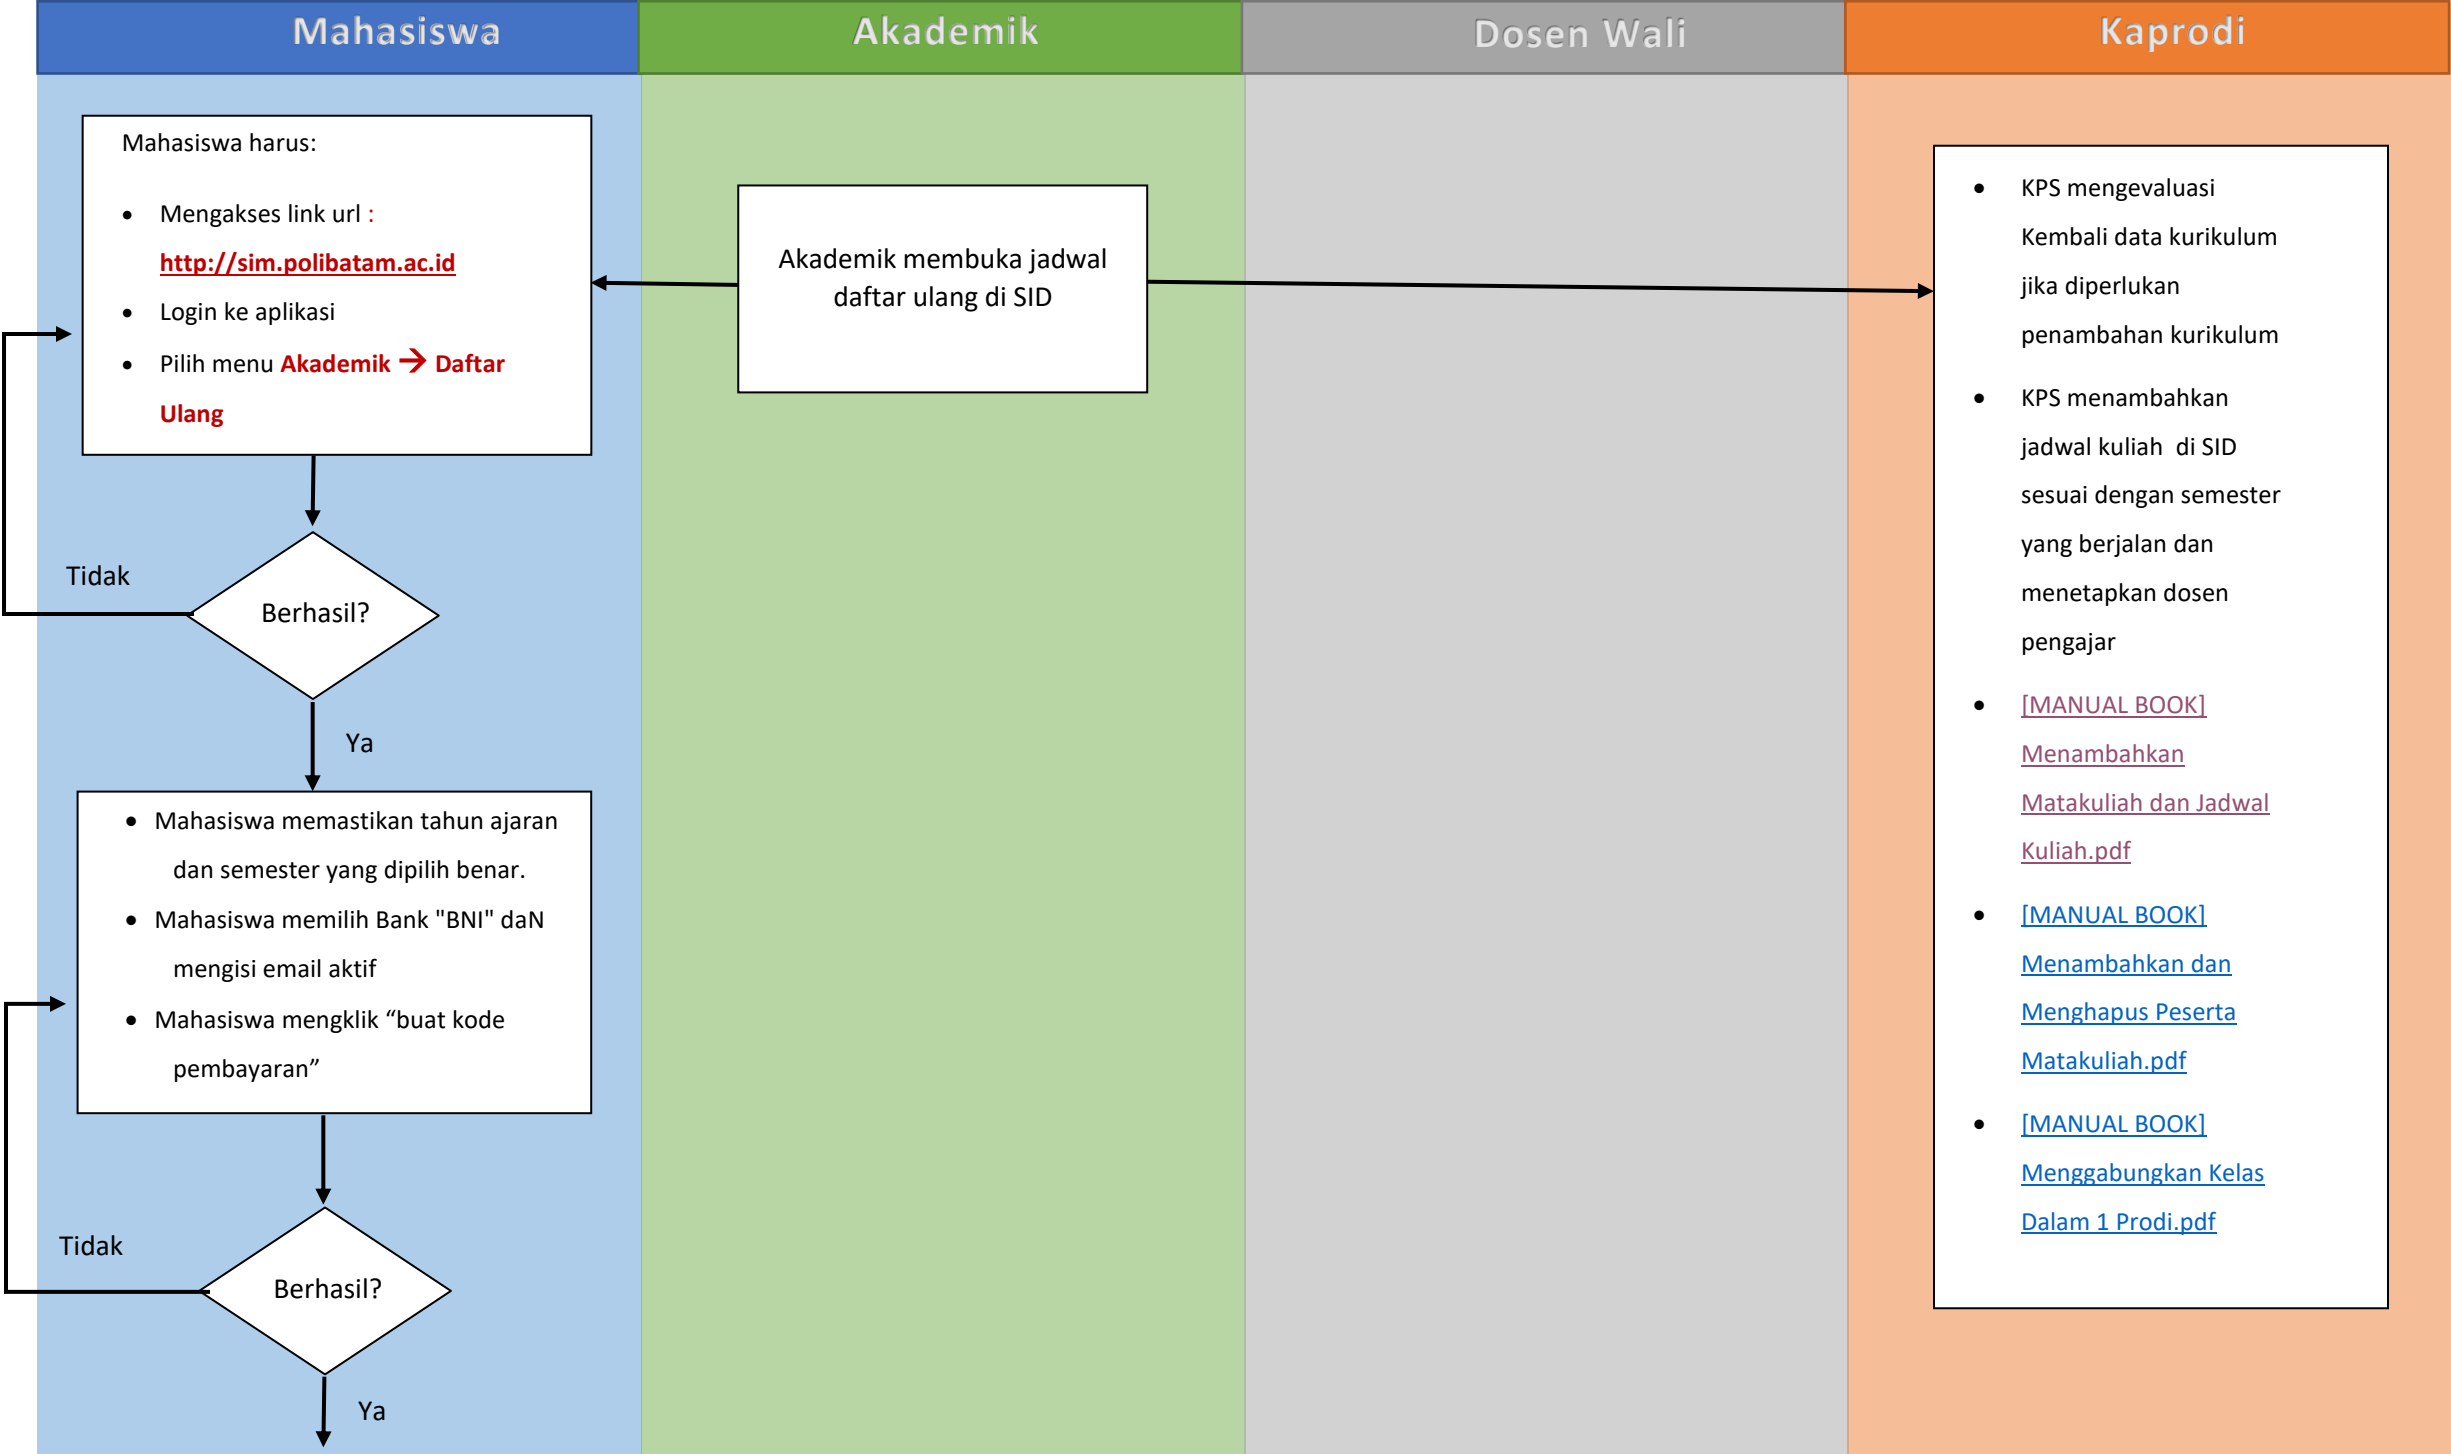 Mahasiswa
Akademik
Dosen Wali
Kaprodi
Mahasiswa harus:
• Mengakses link url :
http://sim.polibatam.ac.id
• Login ke aplikasi
• Pilih menu Akademik → Daftar
Ulang
Tidak
Berhasil?
Ya
• Mahasiswa memastikan tahun ajaran
dan semester yang dipilih benar.
• Mahasiswa memilih Bank "BNI" daN
mengisi email aktif
• Mahasiswa mengklik “buat kode
pembayaran”
Tidak
Berhasil?
Ya
Akademik membuka jadwal
daftar ulang di SID
• KPS mengevaluasi
Kembali data kurikulum
jika diperlukan
penambahan kurikulum
• KPS menambahkan
jadwal kuliah di SID
sesuai dengan semester
yang berjalan dan
menetapkan dosen
pengajar
• [MANUAL BOOK]
Menambahkan
Matakuliah dan Jadwal
Kuliah.pdf
• [MANUAL BOOK]
Menambahkan dan
Menghapus Peserta
Matakuliah.pdf
• [MANUAL BOOK]
Menggabungkan Kelas
Dalam 1 Prodi.pdf